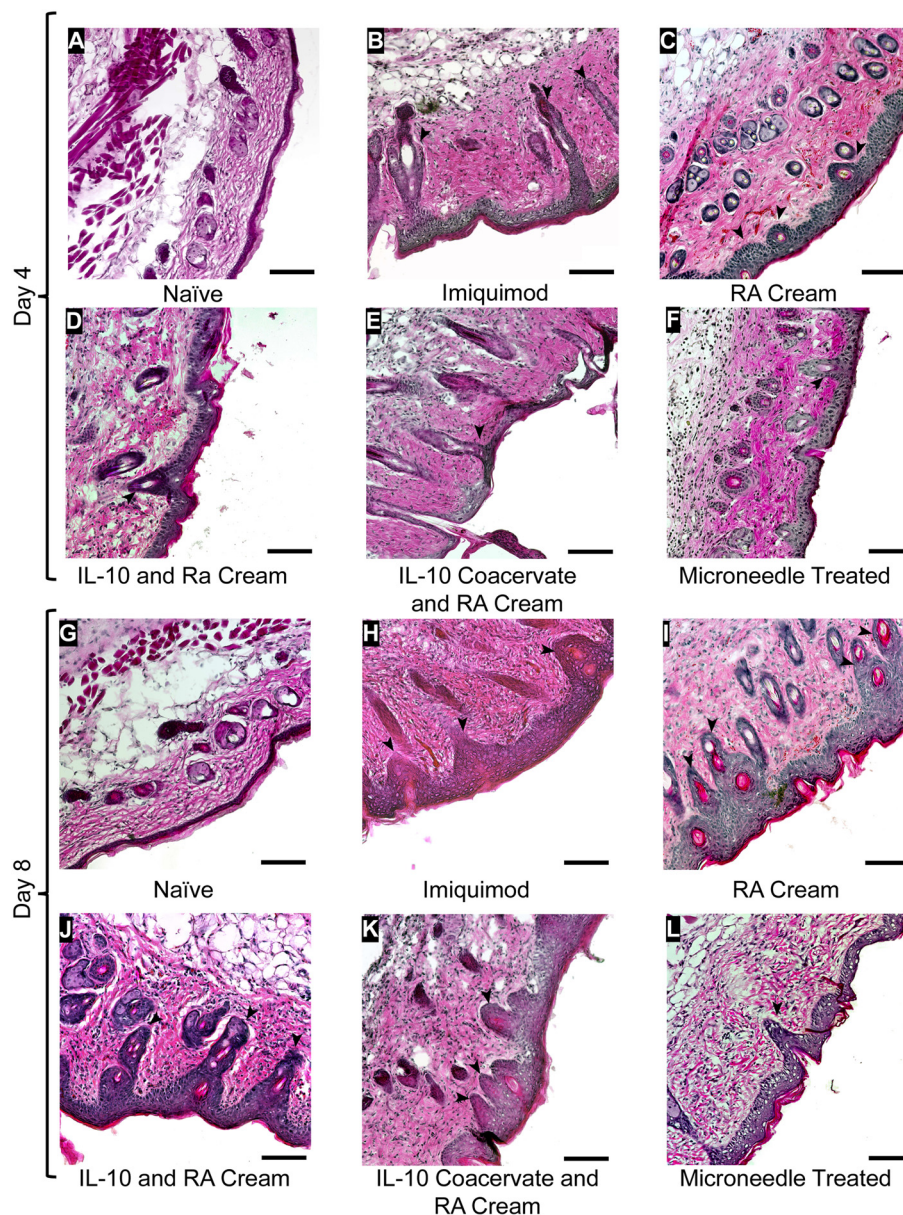 Day 4
A
B
C
Naïve
Imiquimod
RA Cream
D
E
F
IL-10 and Ra Cream
IL-10 Coacervate
and RA Cream
Microneedle Treated
Day 8
G
H
I
Naïve
Imiquimod
RA Cream
J
K
L
IL-10 and RA Cream
IL-10 Coacervate and
RA Cream
Microneedle Treated